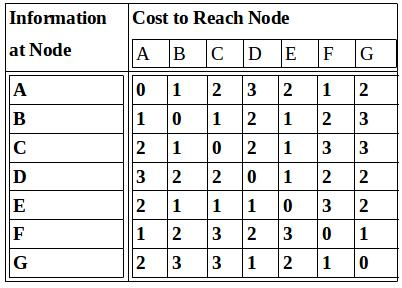 Information at Node Cost to Reach Node
A B C D E F G
A 0 1 2 3 2 1 2
B 1 0 1 2 1 2 3
C 2 1 0 2 1 3 3
D 3 2 2 0 1 2 2
E 2 1 1 1 0 3 2
F 1 2 3 2 3 0 1
G 2 3 3 1 2 1 0